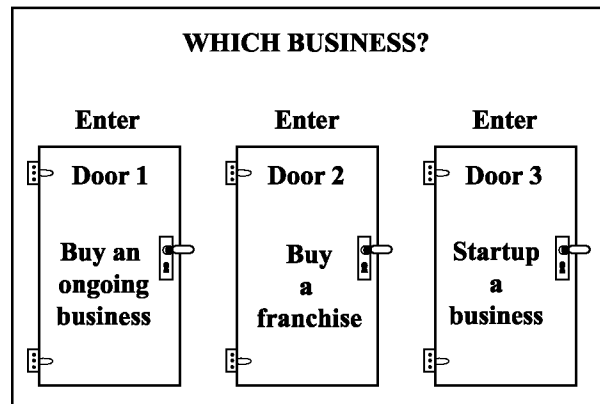 WHICH BUSINESS?
Enter
Door 1
Buy an
ongoing
business
Enter
Door 2
Buy
a
franchise
Enter
Door 3
Startup
a
business